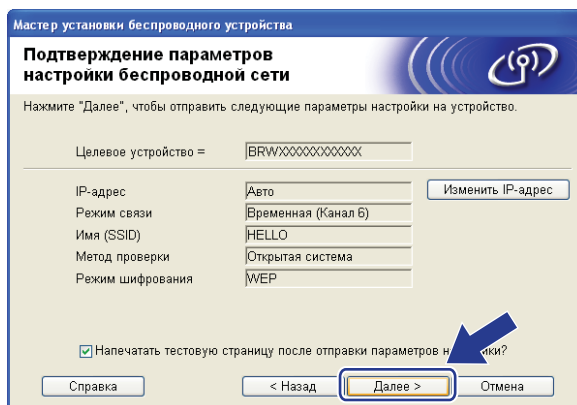 Мастер установки беспроводного устройства
Подтверждение параметров
настройки беспроводной сети
Нажмите "Далее", чтобы отправить следующие параметры настройки на устройство.
Целевое устройство = BRWXXXXXXXXXXX
IP-адрес Авто Изменить IP-адрес
Режим связи Временная (Канал 6)
Имя (SSID) HELLO
Метод проверки Открытая система
Режим шифрования WEP
Напечатать тестовую страницу после отправки параметров
Справка < Назад Далее > Отмена